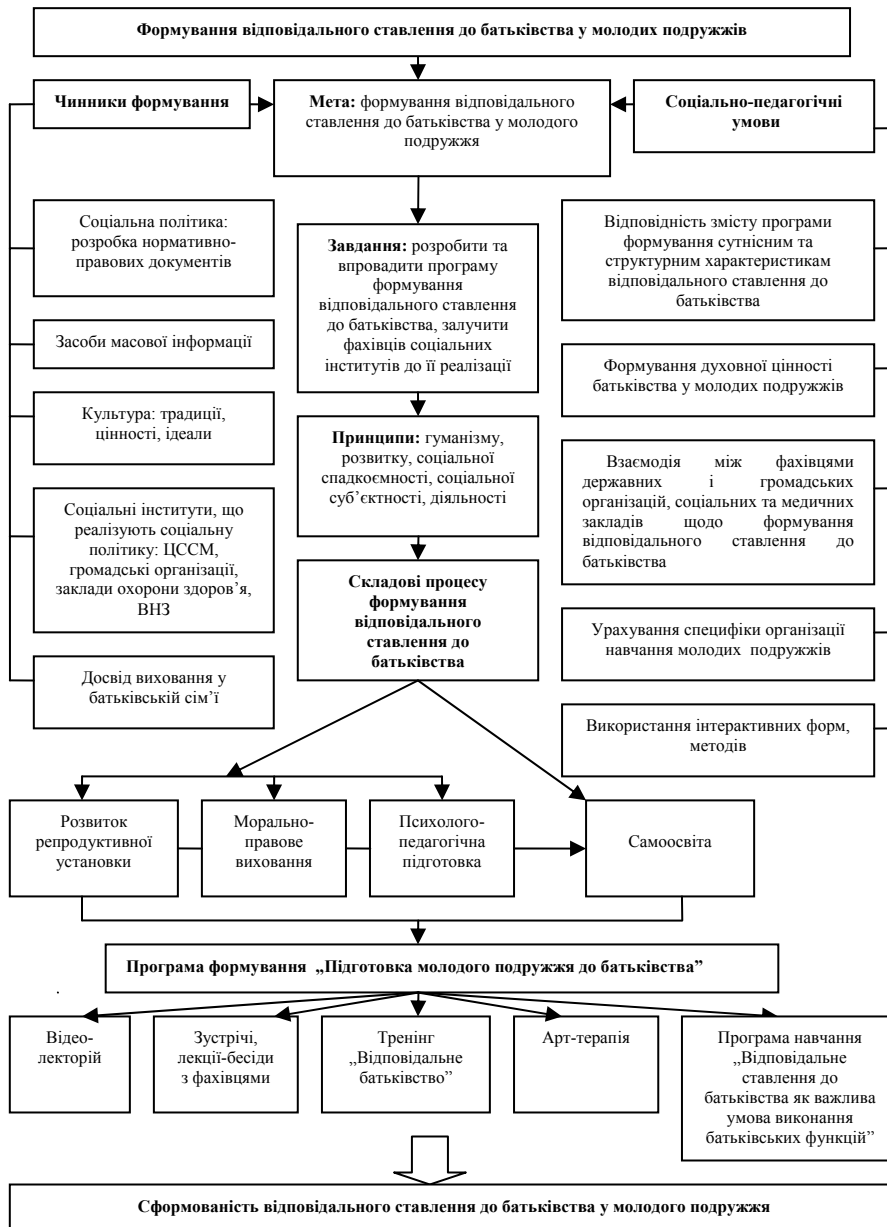 Формування відповідального ставлення до батьківства у молодих подружжів
Чинники формування
Мета: формування відповідального
ставлення до батьківства у молодого
подружжя
Соціально-педагогічні
умови
Соціальна політика:
розробка нормативно-
правових документів
Засоби масової інформації
Культура: традиції,
цінності, ідеали
Соціальні інститути, що
реалізують соціальну
політику: ЦССМ,
громадські організації,
заклади охорони здоров’я,
ВНЗ
Досвід виховання у
батьківській сім’ї
Завдання: розробити та
впровадити програму
формування
відповідального ставлення
до батьківства, залучити
фахівців соціальних
інститутів до її реалізації
Принципи: гуманізму,
розвитку, соціальної
спадкоємності, соціальної
суб’єктності, діяльності
Складові процесу
формування
відповідального
ставлення до
батьківства
Відповідність змісту програми
формування сутнісним та
структурним характеристикам
відповідального ставлення до
батьківства
Формування духовної цінності
батьківства у молодих подружжів
Взаємодія між фахівцями
державних і громадських
організацій, соціальних та медичних
закладів щодо формування
відповідального ставлення до
батьківства
Урахування специфіки організації
навчання молодих подружжів
Використання інтерактивних форм,
методів
Розвиток
репродуктивної
установки
Морально-
правове
виховання
Психолого-
педагогічна
підготовка
Самоосвіта
Програма формування „Підготовка молодого подружжя до батьківства”
.
Відео-
лекторій
Зустрічі,
лекції-бесіди
з фахівцями
Тренінг
„Відповідальне
батьківство”
Арт-терапія
Програма навчання
„Відповідальне
ставлення до
батьківства як важлива
умова виконання
батьківських функцій”
Сформованість відповідального ставлення до батьківства у молодого подружжя